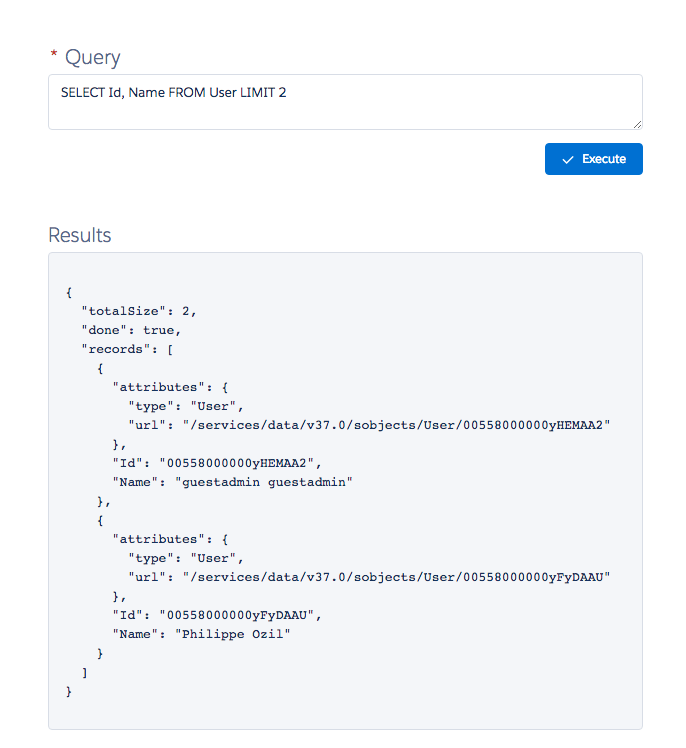 * Query
SELECT Id, Name FROM User LIMIT 2
Execute
Results
{
  "totalSize": 2,
  "done": true,
  "records": [
    {
      "attributes": {
        "type": "User",
        "url": "/services/data/v37.0/sobjects/User/00558000000yHEMAA2"
      },
      "Id": "00558000000yHEMAA2",
      "Name": "guestadmin guestadmin"
    },
    {
      "attributes": {
        "type": "User",
        "url": "/services/data/v37.0/sobjects/User/00558000000yFyDAAU"
      },
      "Id": "00558000000yFyDAAU",
      "Name": "Philippe Ozil"
    }
  ]
}